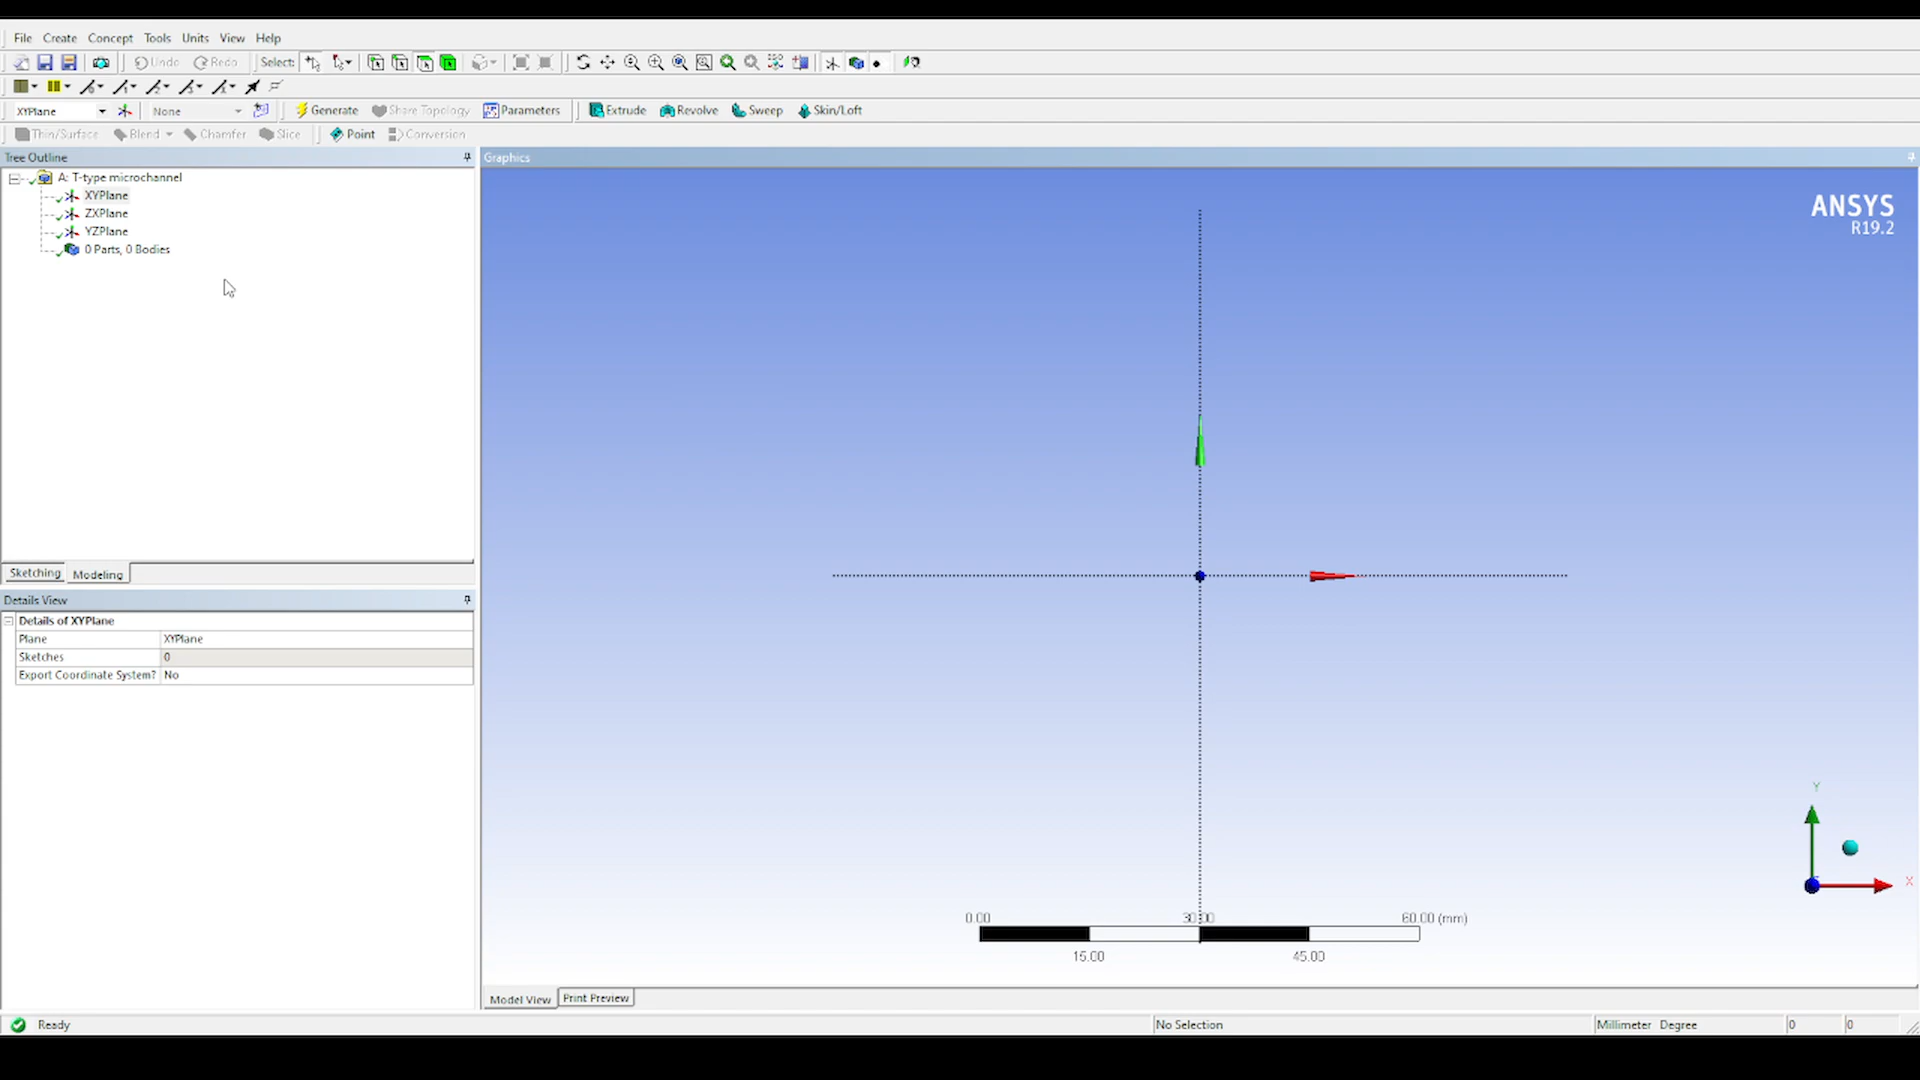 File Create Concept Tools Units View Help
Undo Redo Select:
XYPlane None Generate Share Topology Parameters Extrude Revolve Sweep Skin/Loft
Thin/Surface Blend Chamfer Slice Point Conversion
Tree Outline
A: T-type microchannel
XYPlane
ZXPlane
YZPlane
0 Parts, 0 Bodies
Sketching Modeling
Details View
Details of XYPlane
Plane XYPlane
Sketches 0
Export Coordinate System? No
Graphics
ANSYS
R19.2
Y
X
0.00 30.00 60.00 (mm)
15.00 45.00
Model View Print Preview
Ready No Selection Millimeter Degree 0 0